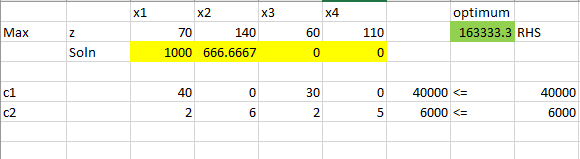 x1 x2 x3 x4 optimum
Max z 70 140 60 110 163333.3 RHS
Soln 1000 666.6667 0 0
c1 40 0 30 0 40000 <= 40000
c2 2 6 2 5 6000 <= 6000